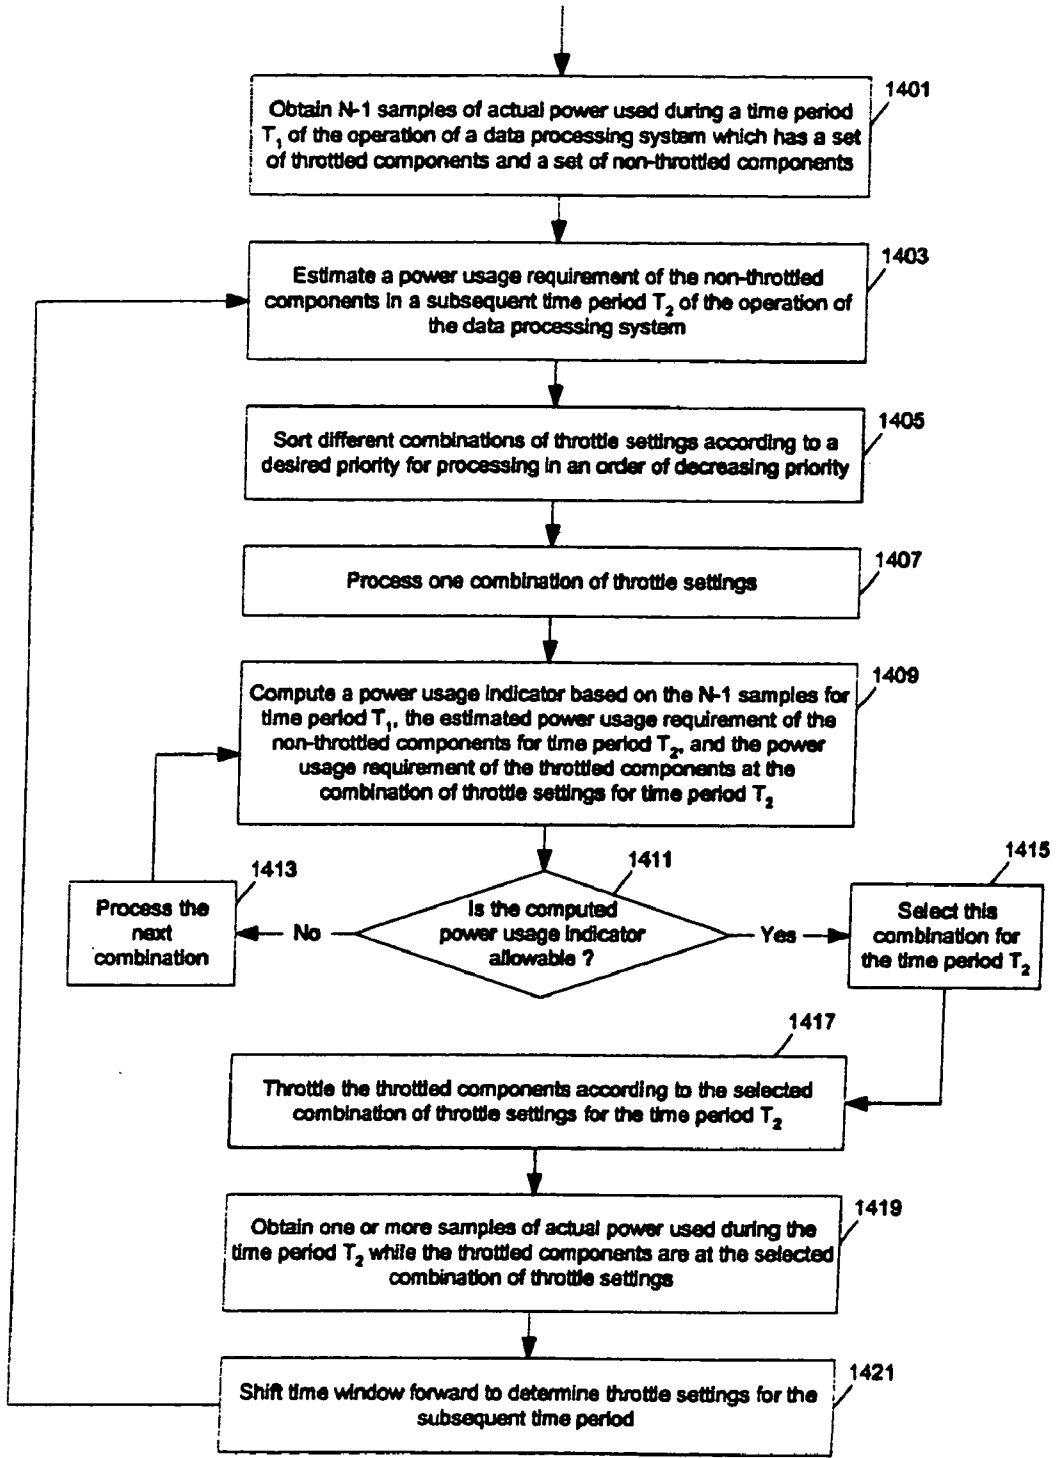 1401
Obtain N-1 samples of actual power used during a time period
T1 of the operation of a data processing system which has a set
of throttled components and a set of non-throttled components
1403
Estimate a power usage requirement of the non-throttled
components in a subsequent time period T2 of the operation of
the data processing system
1405
Sort different combinations of throttle settings according to a
desired priority for processing in an order of decreasing priority
1407
Process one combination of throttle settings
1409
Compute a power usage indicator based on the N-1 samples for
time period T1, the estimated power usage requirement of the
non-throttled components for time period T2, and the power
usage requirement of the throttled components at the
combination of throttle settings for time period T2
1411
Is the computed
power usage indicator
allowable ?
No
1413
Process the
next
combination
Yes
1415
Select this
combination for
the time period T2
1417
Throttle the throttled components according to the selected
combination of throttle settings for the time period T2
1419
Obtain one or more samples of actual power used during the
time period T2 while the throttled components are at the selected
combination of throttle settings
1421
Shift time window forward to determine throttle settings for the
subsequent time period